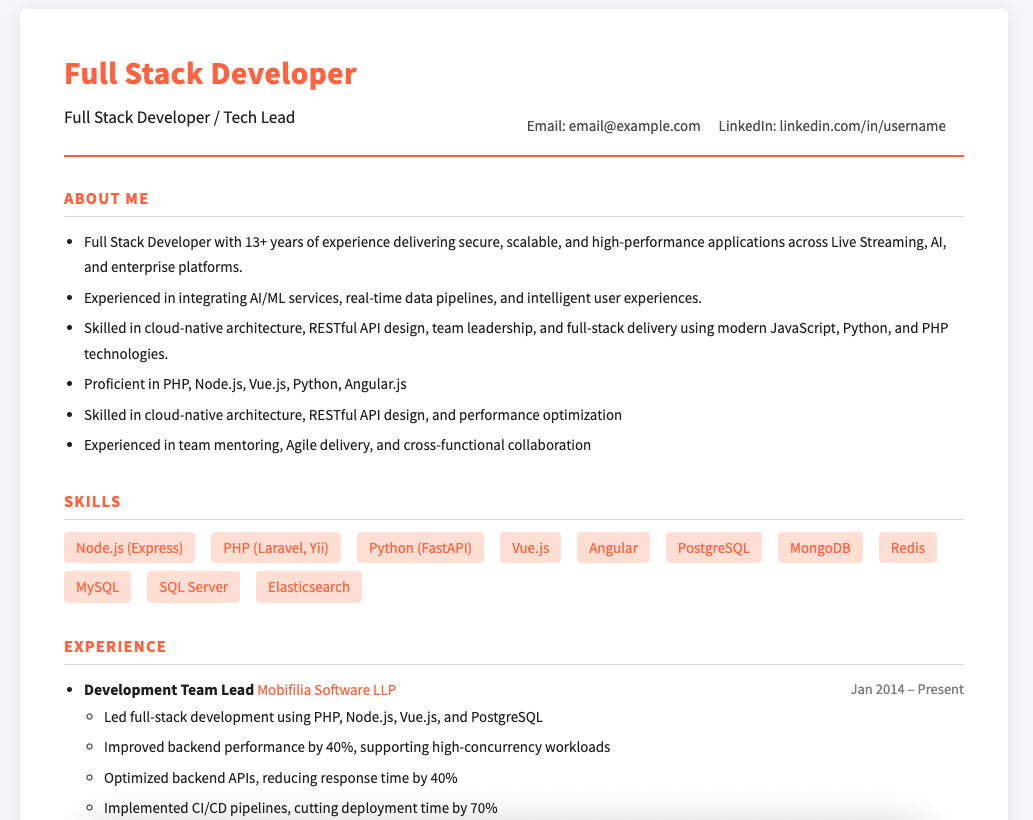 Full Stack Developer
Full Stack Developer / Tech Lead
Email: email@example.com LinkedIn: linkedin.com/in/username
ABOUT ME
• Full Stack Developer with 13+ years of experience delivering secure, scalable, and high-performance applications across Live Streaming, AI,
and enterprise platforms.
• Experienced in integrating AI/ML services, real-time data pipelines, and intelligent user experiences.
• Skilled in cloud-native architecture, RESTful API design, team leadership, and full-stack delivery using modern JavaScript, Python, and PHP
technologies.
• Proficient in PHP, Node.js, Vue.js, Python, Angular.js
• Skilled in cloud-native architecture, RESTful API design, and performance optimization
• Experienced in team mentoring, Agile delivery, and cross-functional collaboration
SKILLS
Node.js (Express) PHP (Laravel, Yii) Python (FastAPI) Vue.js Angular PostgreSQL MongoDB Redis
MySQL SQL Server Elasticsearch
EXPERIENCE
• Development Team Lead Mobifilia Software LLP Jan 2014 – Present
◦ Led full-stack development using PHP, Node.js, Vue.js, and PostgreSQL
◦ Improved backend performance by 40%, supporting high-concurrency workloads
◦ Optimized backend APIs, reducing response time by 40%
◦ Implemented CI/CD pipelines, cutting deployment time by 70%